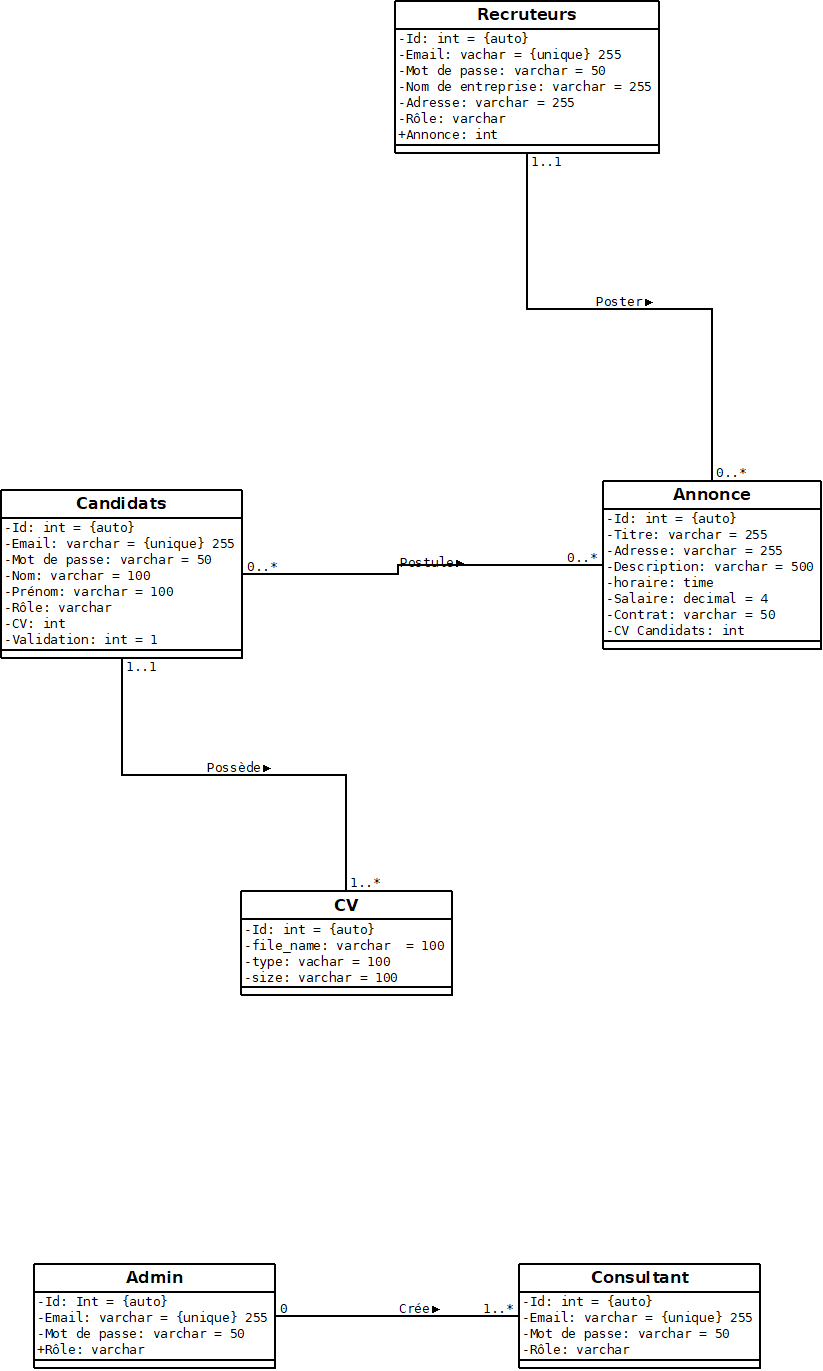 Recruteurs
-Id: int = {auto}
-Email: vachar = {unique} 255
-Mot de passe: varchar = 50
-Nom de entreprise: varchar = 255
-Adresse: varchar = 255
-Rôle: varchar
+Annonce: int
1..1
Poster►
0..*
Annonce
-Id: int = {auto}
-Titre: varchar = 255
-Adresse: varchar = 255
-Description: varchar = 500
-horaire: time
-Salaire: decimal = 4
-Contrat: varchar = 50
-CV Candidats: int
Candidats
-Id: int = {auto}
-Email: varchar = {unique} 255
-Mot de passe: varchar = 50
-Nom: varchar = 100
-Prénom: varchar = 100
-Rôle: varchar
-CV: int
-Validation: int = 1
0..* Postule► 0..*
1..1
Possède►
1..*
CV
-Id: int = {auto}
-file_name: varchar  = 100
-type: vachar = 100
-size: varchar = 100
Admin
-Id: Int = {auto}
-Email: varchar = {unique} 255
-Mot de passe: varchar = 50
+Rôle: varchar
0 Crée► 1..*
Consultant
-Id: int = {auto}
-Email: varchar = {unique} 255
-Mot de passe: varchar = 50
-Rôle: varchar